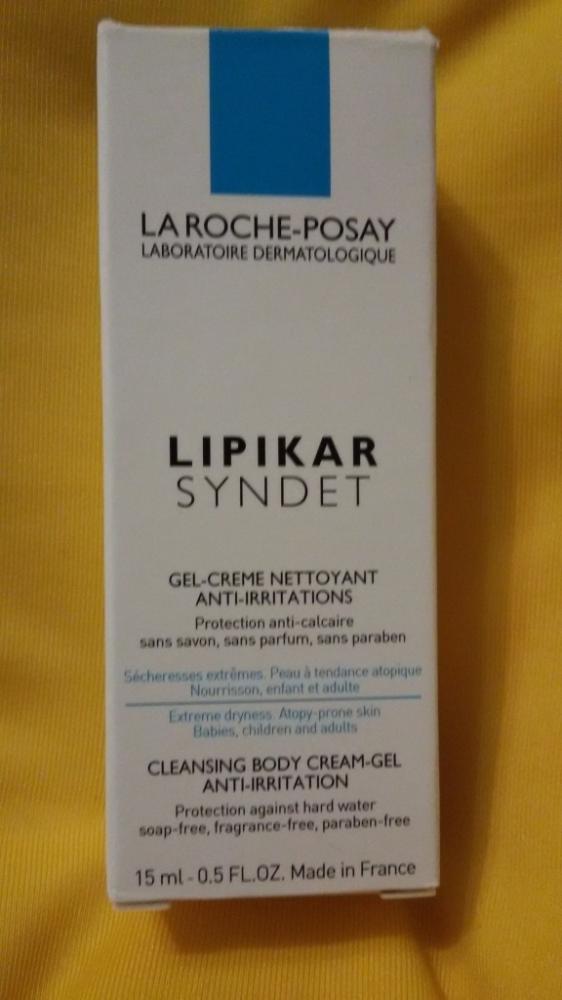 LA ROCHE-POSAY
LABORATOIRE DERMATOLOGIQUE
LIPIKAR
SYNDET
GEL-CREME NETTOYANT
ANTI-IRRITATIONS
Protection anti-calcaire
sans savon, sans parfum, sans paraben
Sécheresses extrêmes. Peau à tendance atopique
Nourrisson, enfant et adulte
Extreme dryness. Atopy-prone skin
Babies, children and adults
CLEANSING BODY CREAM-GEL
ANTI-IRRITATION
Protection against hard water
soap-free, fragrance-free, paraben-free
15 ml - 0.5 FL.OZ. Made in France